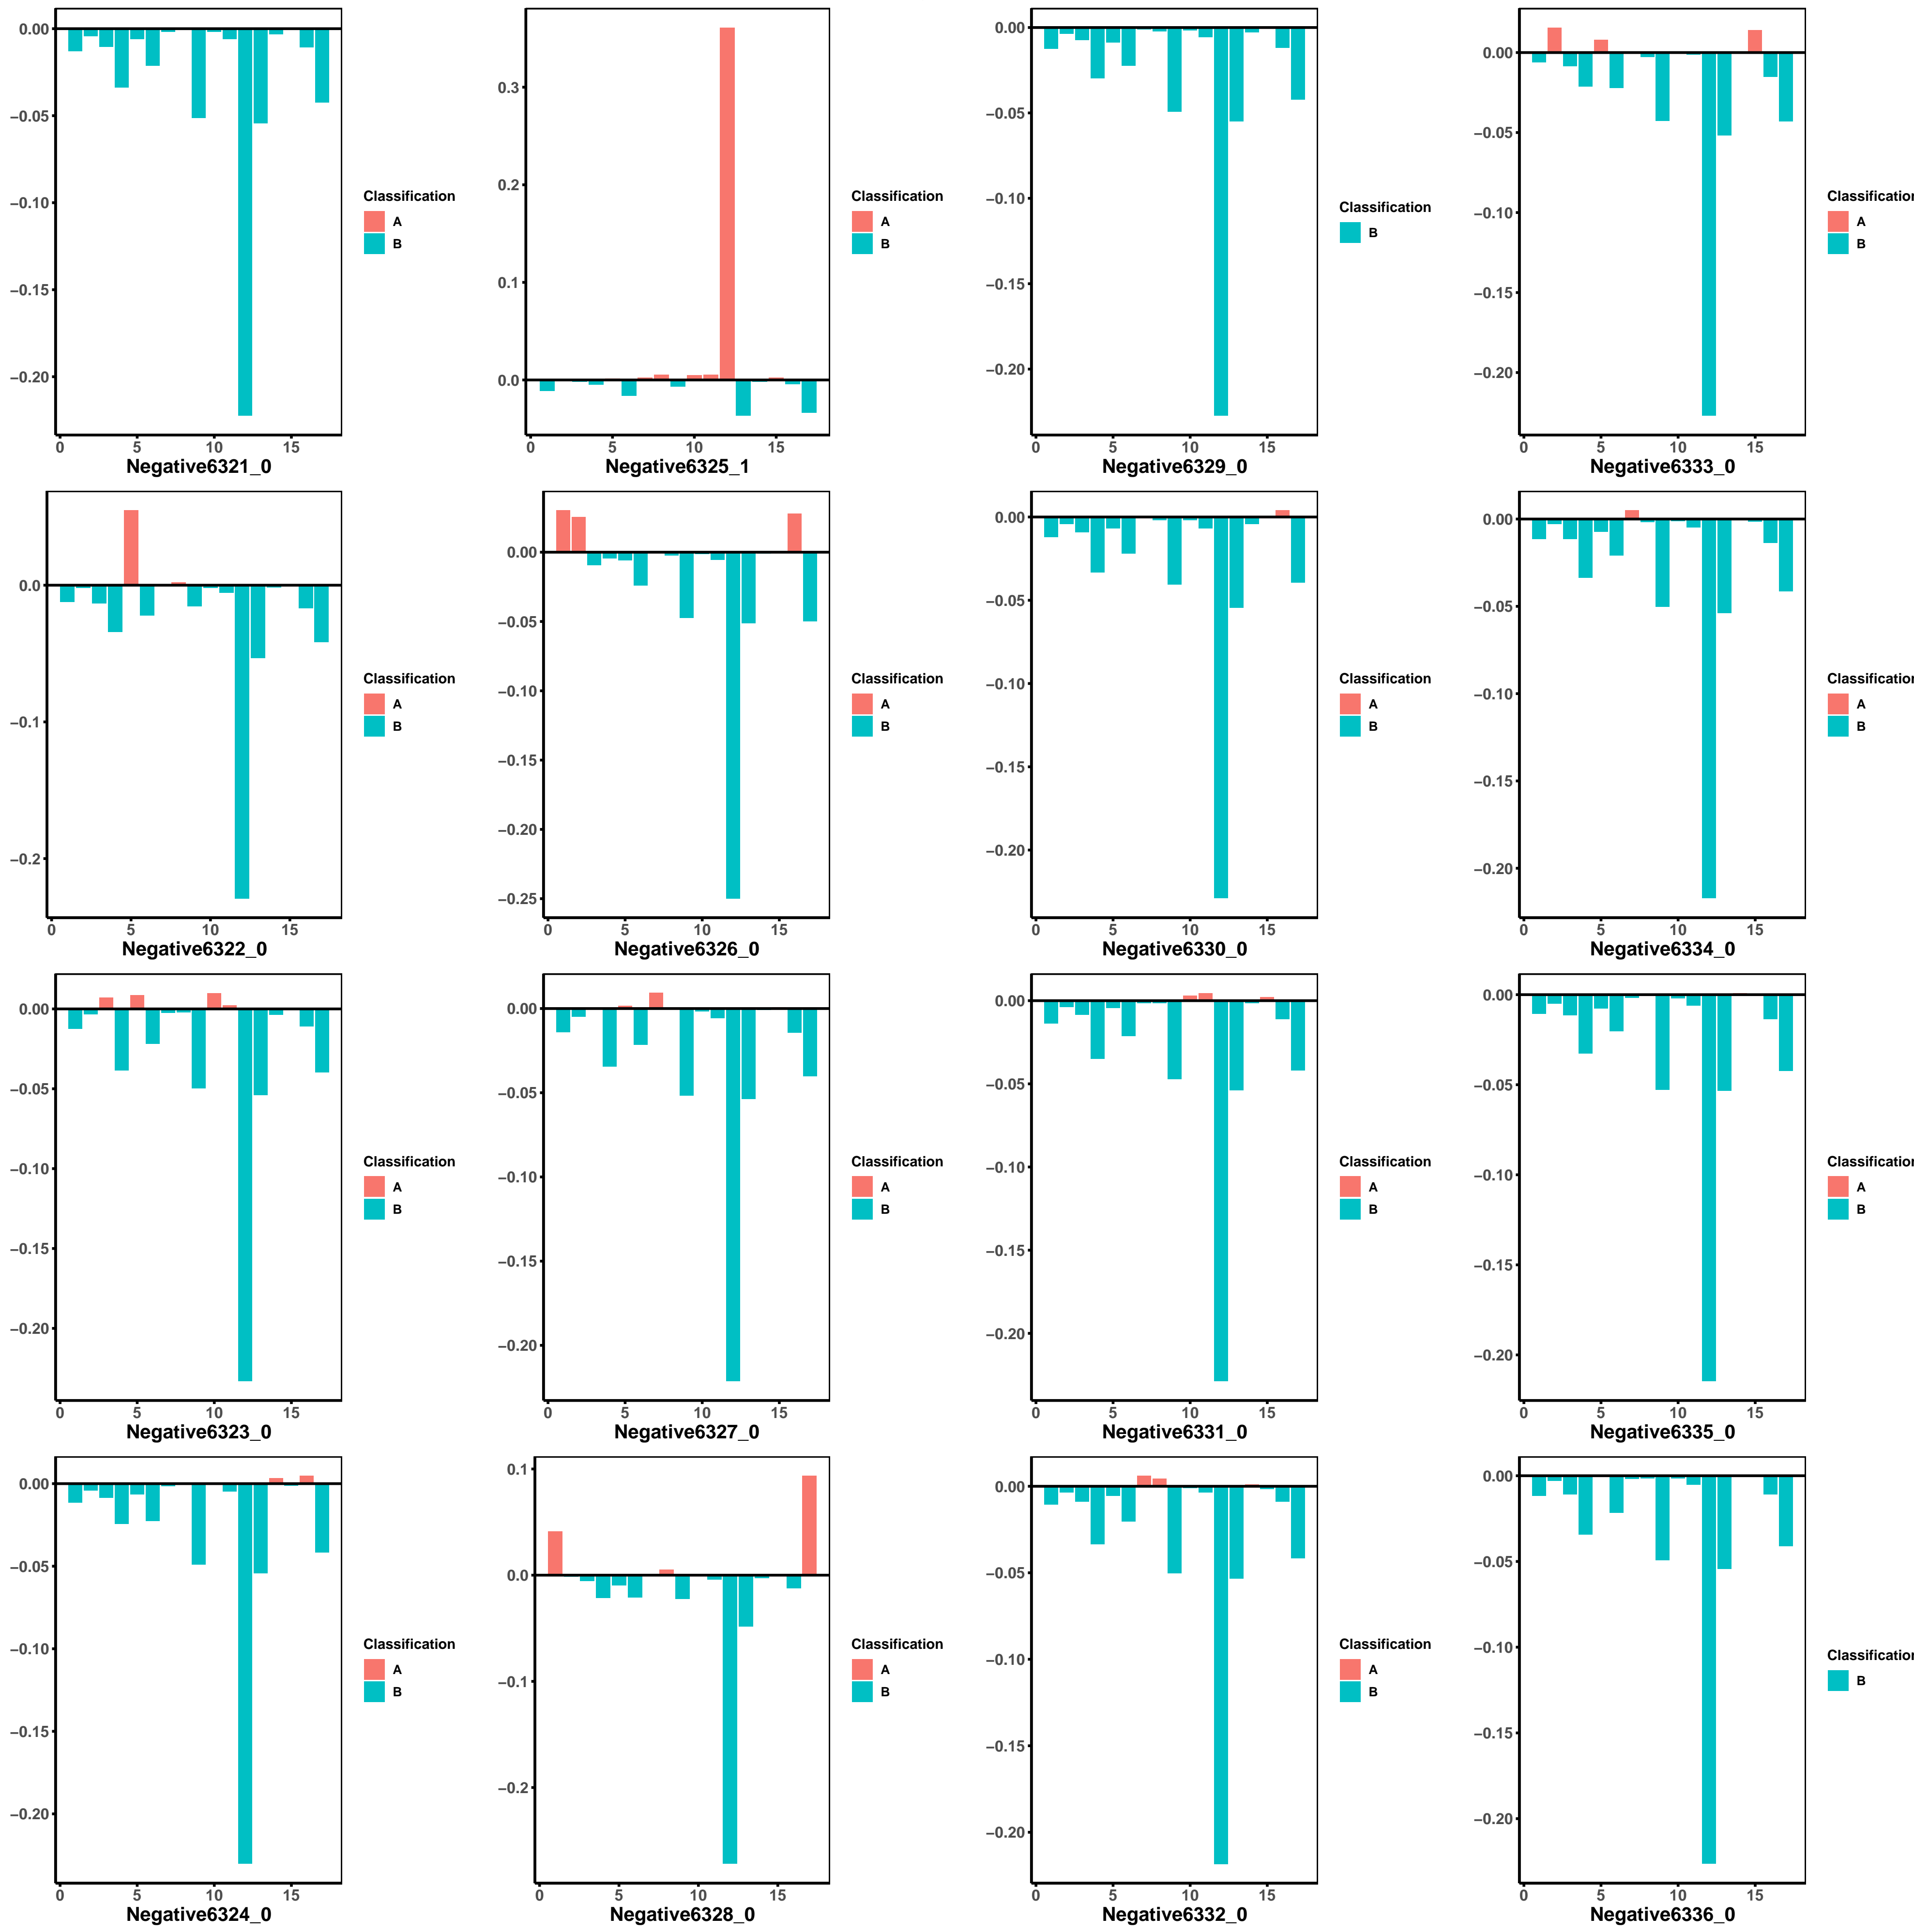 0.00
−0.05
−0.10
−0.15
−0.20
0 5 10 15
Negative6321_0
Classification
A
B
0.3
0.2
0.1
0.0
0 5 10 15
Negative6325_1
Classification
A
B
0.00
−0.05
−0.10
−0.15
−0.20
0 5 10 15
Negative6329_0
Classification
B
0.00
−0.05
−0.10
−0.15
−0.20
0 5 10 15
Negative6333_0
Classification
A
B
0.0
−0.1
−0.2
0 5 10 15
Negative6322_0
Classification
A
B
0.00
−0.05
−0.10
−0.15
−0.20
−0.25
0 5 10 15
Negative6326_0
Classification
A
B
0.00
−0.05
−0.10
−0.15
−0.20
0 5 10 15
Negative6330_0
Classification
A
B
0.00
−0.05
−0.10
−0.15
−0.20
0 5 10 15
Negative6334_0
Classification
A
B
0.00
−0.05
−0.10
−0.15
−0.20
0 5 10 15
Negative6323_0
Classification
A
B
0.00
−0.05
−0.10
−0.15
−0.20
0 5 10 15
Negative6327_0
Classification
A
B
0.00
−0.05
−0.10
−0.15
−0.20
0 5 10 15
Negative6331_0
Classification
A
B
0.00
−0.05
−0.10
−0.15
−0.20
0 5 10 15
Negative6335_0
Classification
A
B
0.00
−0.05
−0.10
−0.15
−0.20
0 5 10 15
Negative6324_0
Classification
A
B
0.1
0.0
−0.1
−0.2
0 5 10 15
Negative6328_0
Classification
A
B
0.00
−0.05
−0.10
−0.15
−0.20
0 5 10 15
Negative6332_0
Classification
A
B
0.00
−0.05
−0.10
−0.15
−0.20
0 5 10 15
Negative6336_0
Classification
B